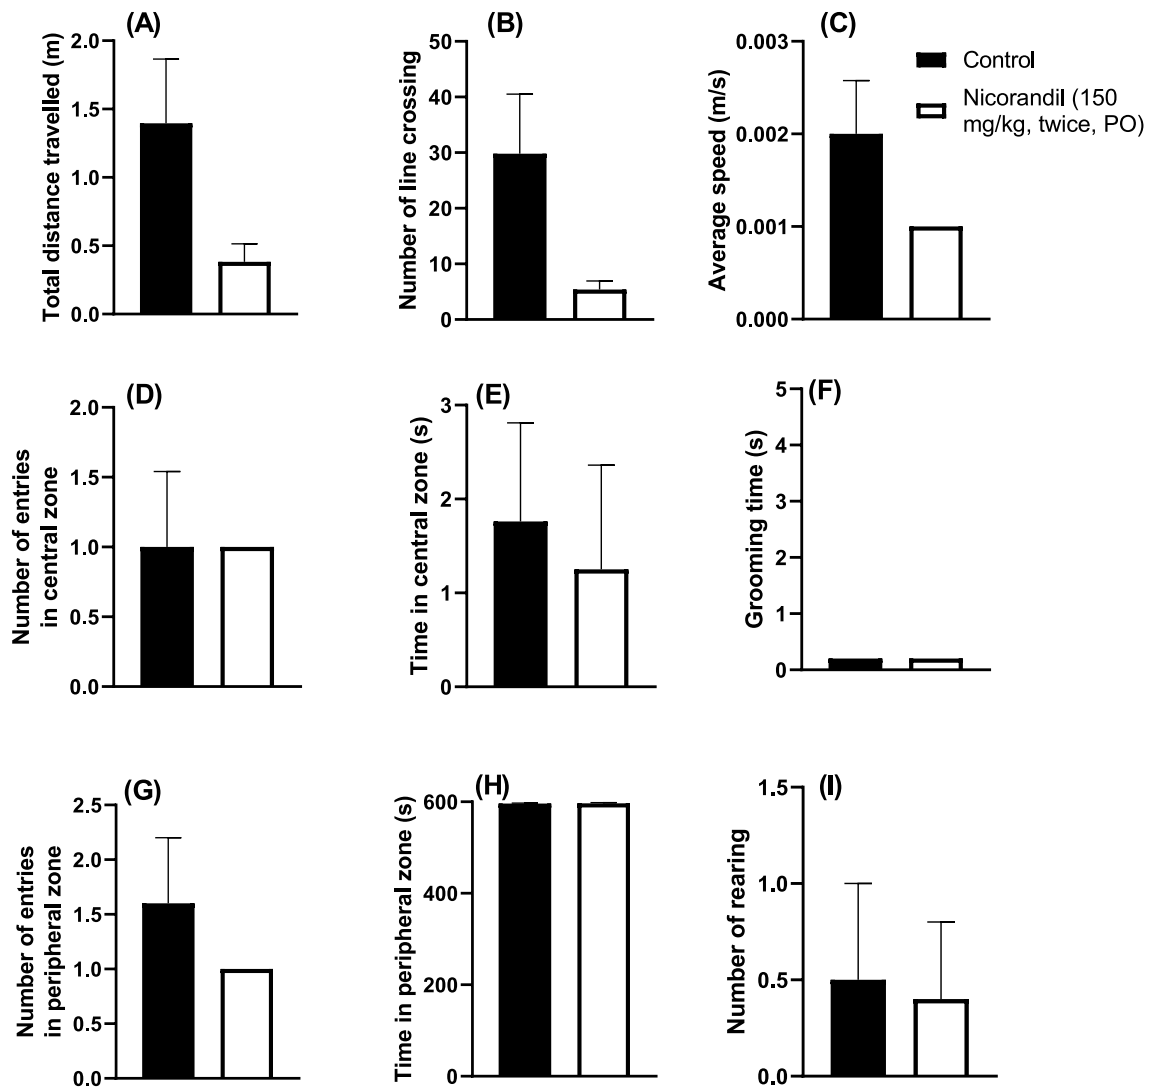 (A)
Total distance travelled (m)
2.0
1.5
1.0
0.5
0.0
(B)
Number of line crossing
50
40
30
20
10
0
(C)
Average speed (m/s)
0.003
0.002
0.001
0.000
Control
Nicorandil (150
mg/kg, twice, PO)
(D)
Number of entries
in central zone
2.0
1.5
1.0
0.5
0.0
(E)
Time in central zone (s)
3
2
1
0
(F)
Grooming time (s)
5
4
3
2
1
0
(G)
Number of entries
in peripheral zone
2.5
2.0
1.5
1.0
0.5
0.0
(H)
Time in peripheral zone (s)
600
400
200
0
(I)
Number of rearing
1.5
1.0
0.5
0.0